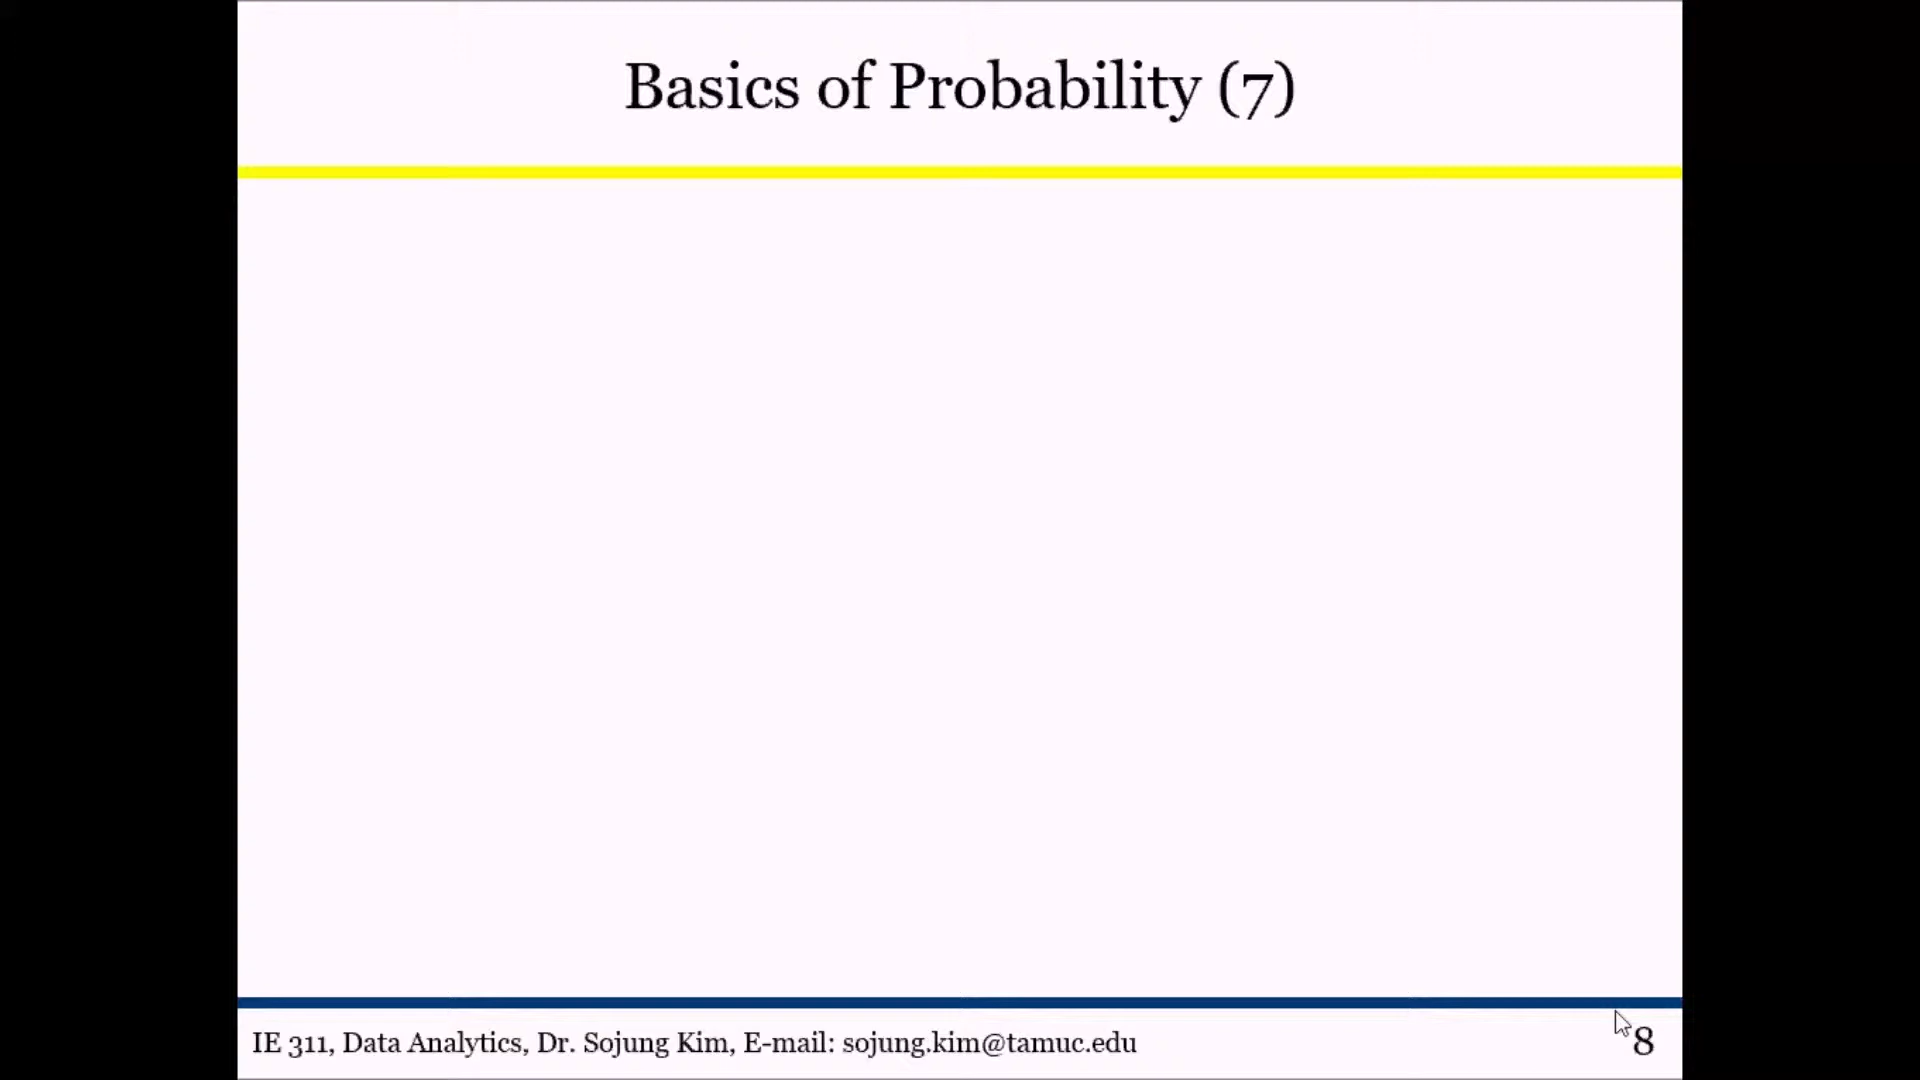 Basics of Probability (7)
IE 311, Data Analytics, Dr. Sojung Kim, E-mail: sojung.kim@tamuc.edu
8